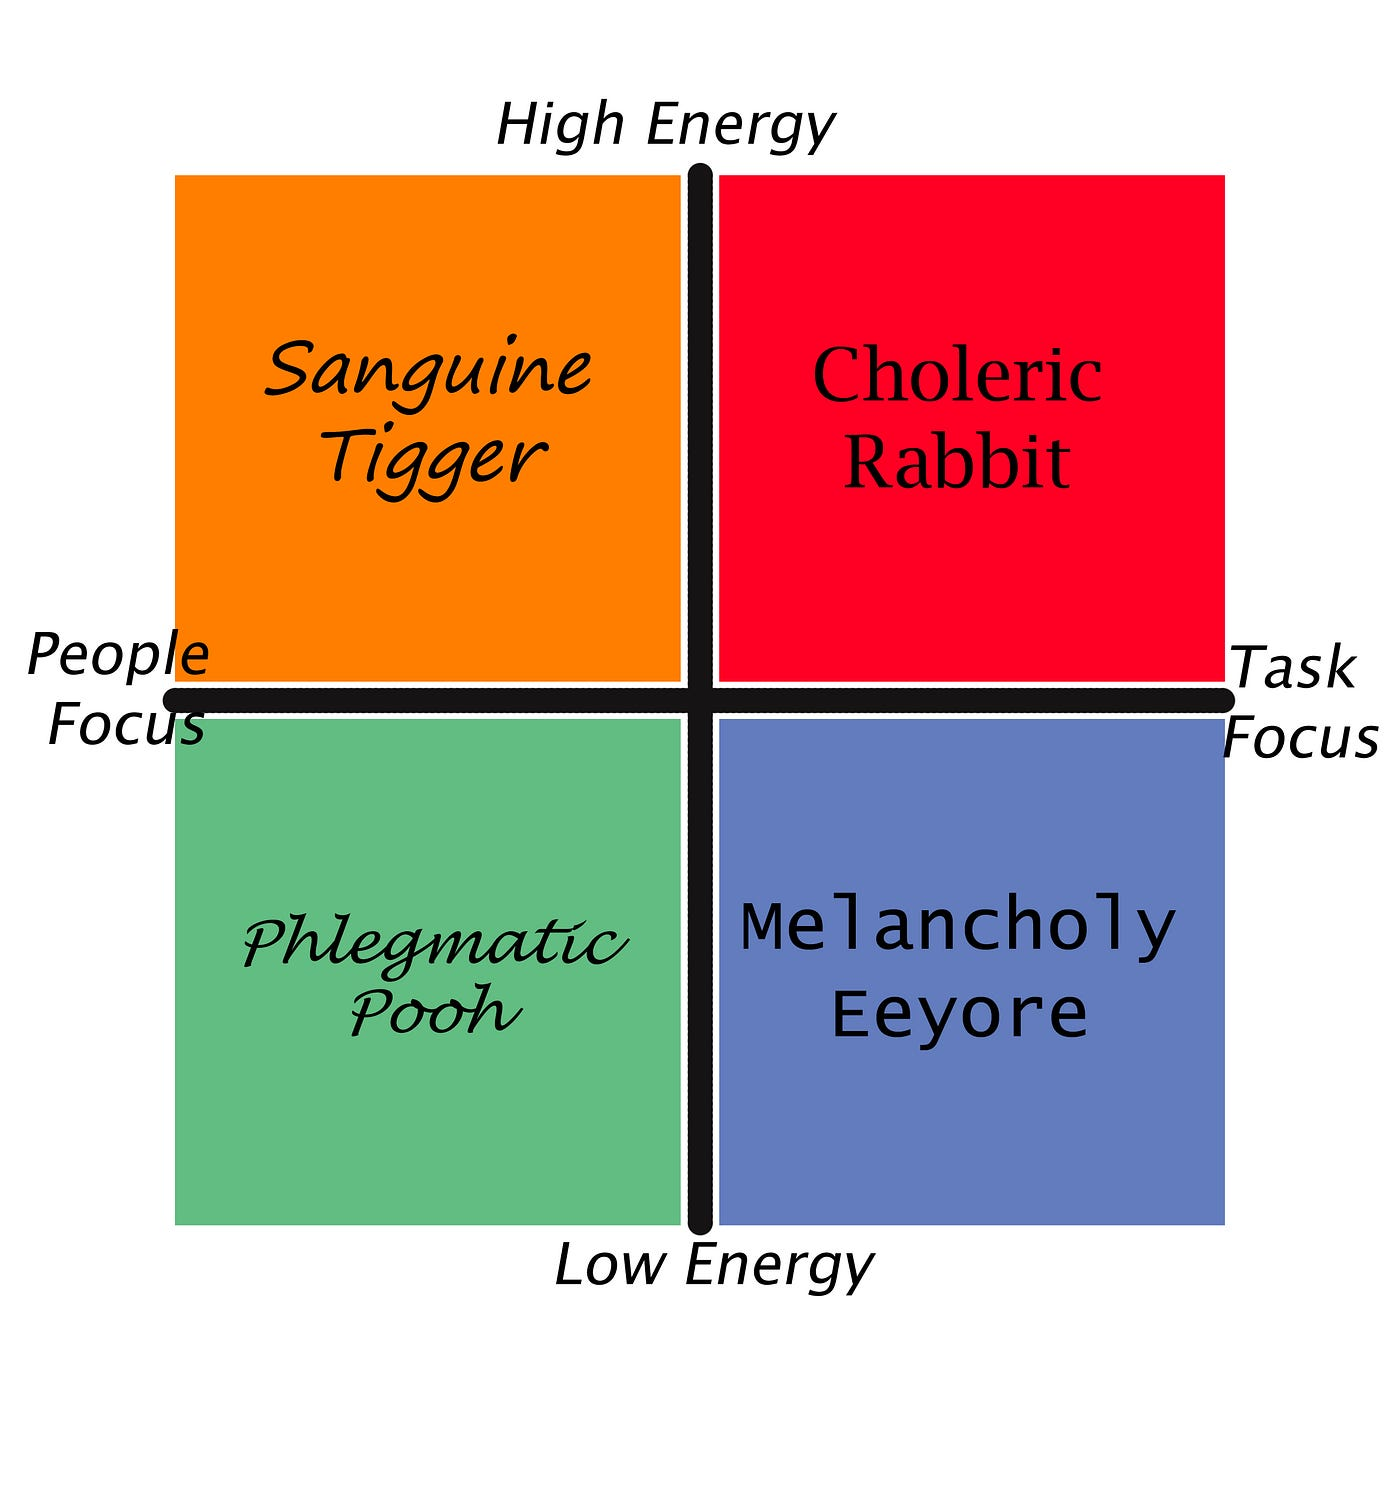 High Energy
Sanguine
Tigger
Choleric
Rabbit
People
Focus
Task
Focus
Phlegmatic
Pooh
Melancholy
Eeyore
Low Energy